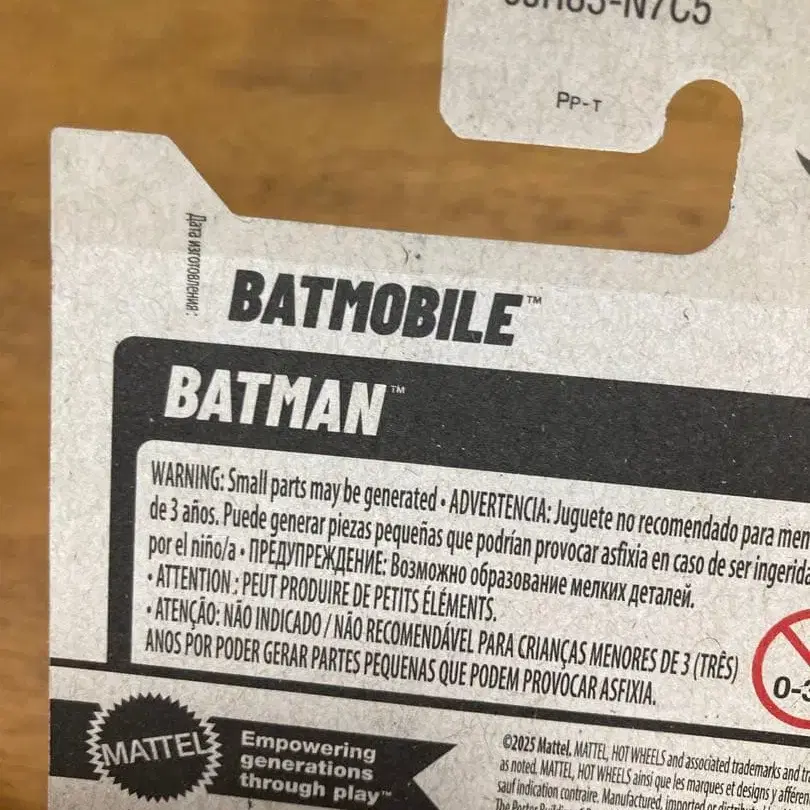 PP-T
Дата изготовления:
BATMOBILE™
BATMAN™
WARNING: Small parts may be generated • ADVERTENCIA: Juguete no recomendado para
de 3 años. Puede generar piezas pequeñas que podrían provocar asfixia en caso de ser
por el niño/a • ПРЕДУПРЕЖДЕНИЕ: Возможно образование мелких деталей.
• ATTENTION : PEUT PRODUIRE DE PETITS ÉLÉMENTS.
• ATENÇÃO: NÃO INDICADO / NÃO RECOMENDÁVEL PARA CRIANÇAS MENORES DE 3 (TRÊS)
ANOS POR PODER GERAR PARTES PEQUENAS QUE PODEM PROVOCAR ASFIXIA.
0-3
MATTEL
Empowering
generations
through play™
©2025 Mattel. MATTEL, HOT WHEELS and associated trademarks and
as noted. MATTEL, HOT WHEELS ainsi que les marques et designs y
sauf indication contraire. Manufactured, imported or